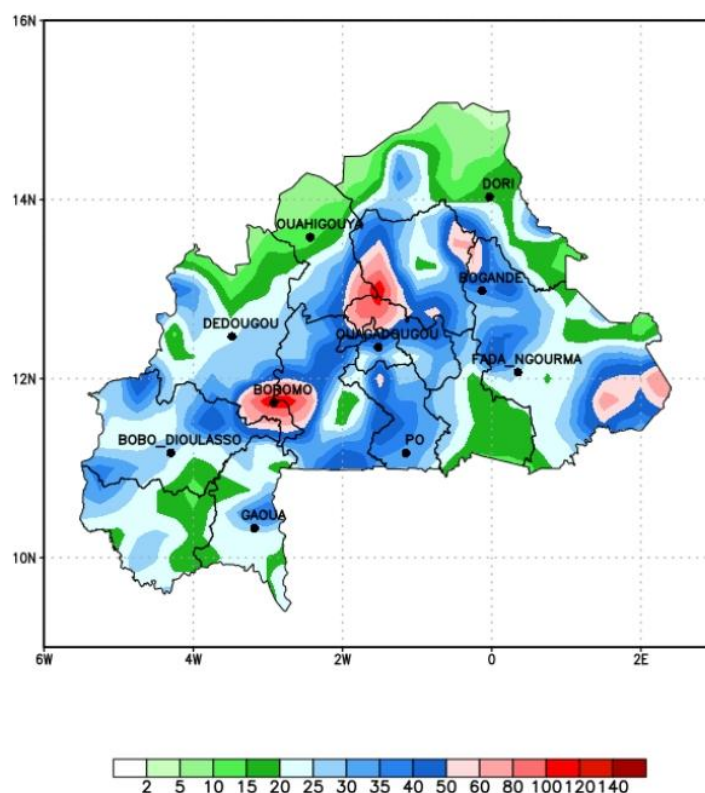 16N
14N
DORI
OUAHIGOUYA
BOGANDE
DEDOUGOU
OUAGADOUGOU
FADA_NGOURMA
12N
BOROMO
BOBO_DIOULASSO
PO
GAOUA
10N
6W 4W 2W 0 2E
2 5 10 15 20 25 30 35 40 50 60 80 100 120 140